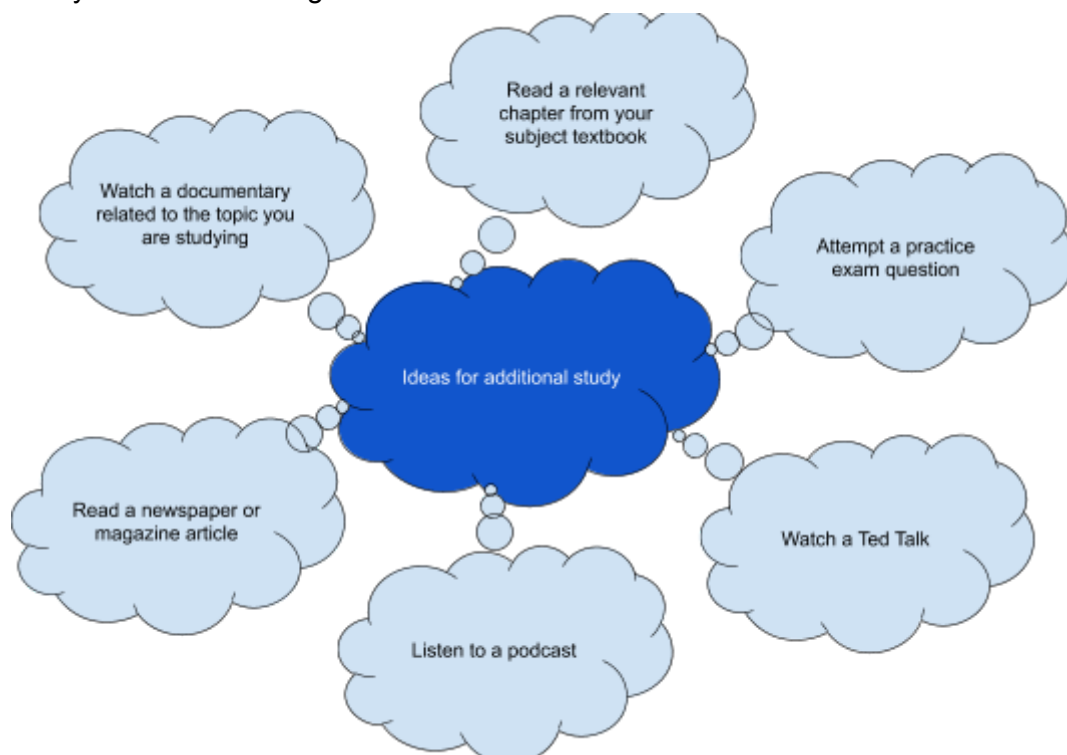 Read a relevant
chapter from your
subject textbook
Watch a documentary
related to the topic you
are studying
Attempt a practice
exam question
Ideas for additional study
Read a newspaper or
magazine article
Watch a Ted Talk
Listen to a podcast